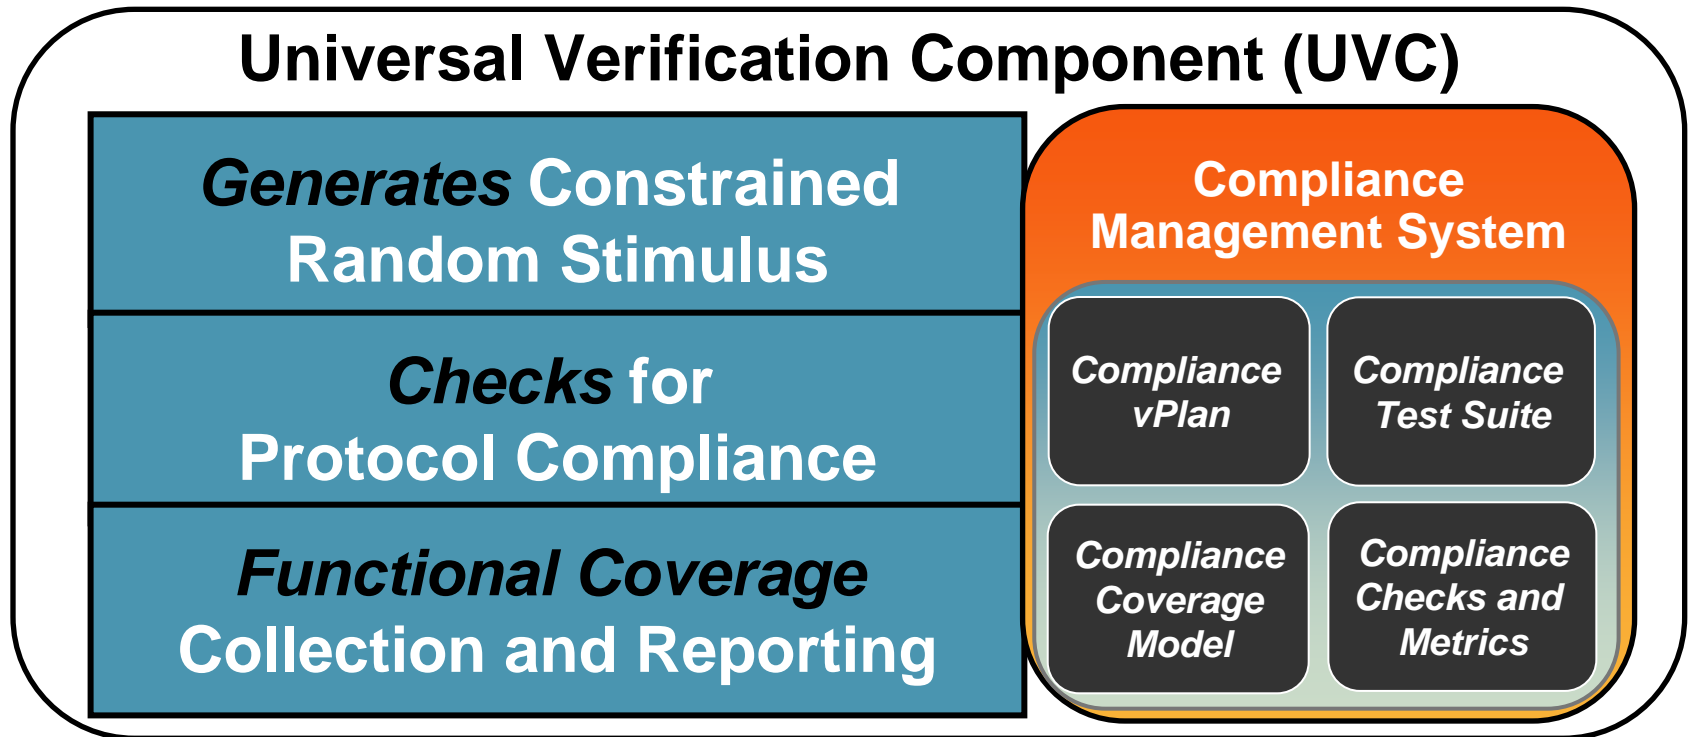 Universal Verification Component (UVC)
Generates Constrained
Random Stimulus
Checks for
Protocol Compliance
Functional Coverage
Collection and Reporting
Compliance
Management System
Compliance
vPlan
Compliance
Test Suite
Compliance
Coverage
Model
Compliance
Checks and
Metrics